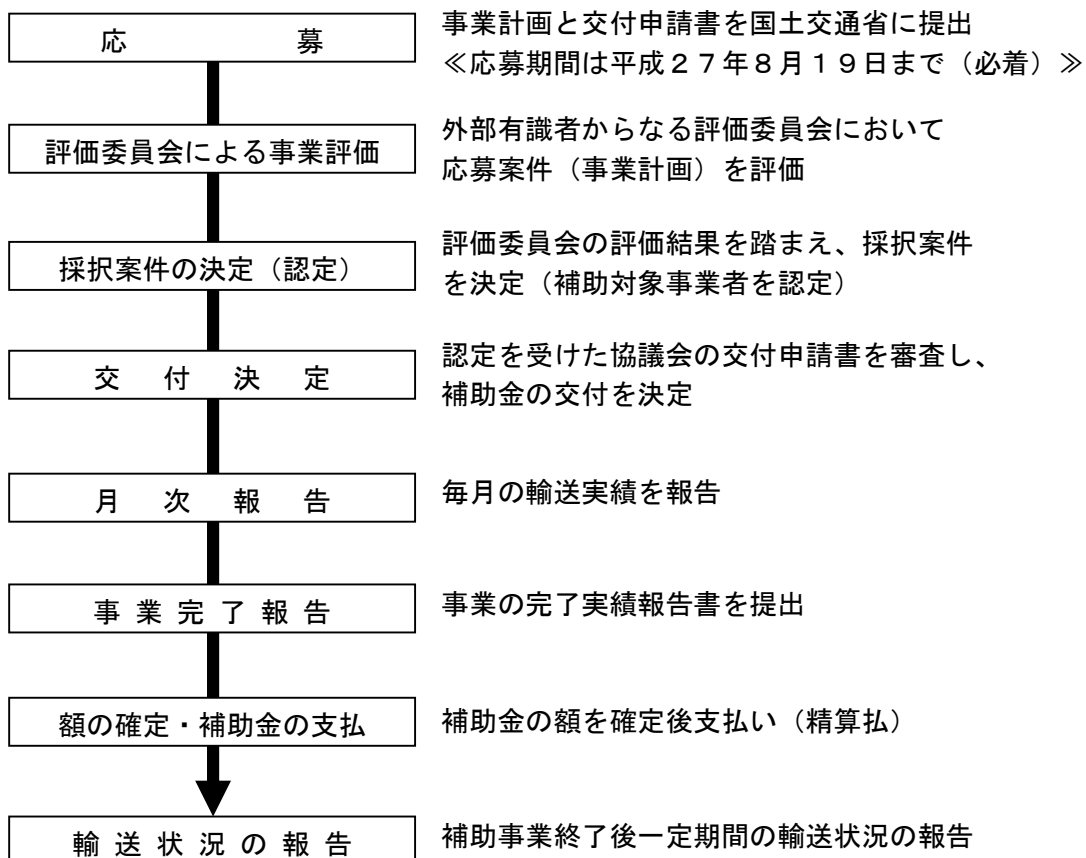 応募
事業計画と交付申請書を国土交通省に提出
≪応募期間は平成２７年８月１９日まで（必着）≫
評価委員会による事業評価
外部有識者からなる評価委員会において
応募案件（事業計画）を評価
採択案件の決定（認定）
評価委員会の評価結果を踏まえ、採択案件
を決定（補助対象事業者を認定）
交付決定
認定を受けた協議会の交付申請書を審査し、
補助金の交付を決定
月次報告
毎月の輸送実績を報告
事業完了報告
事業の完了実績報告書を提出
額の確定・補助金の支払
補助金の額を確定後支払い（精算払）
輸送状況の報告
補助事業終了後一定期間の輸送状況の報告